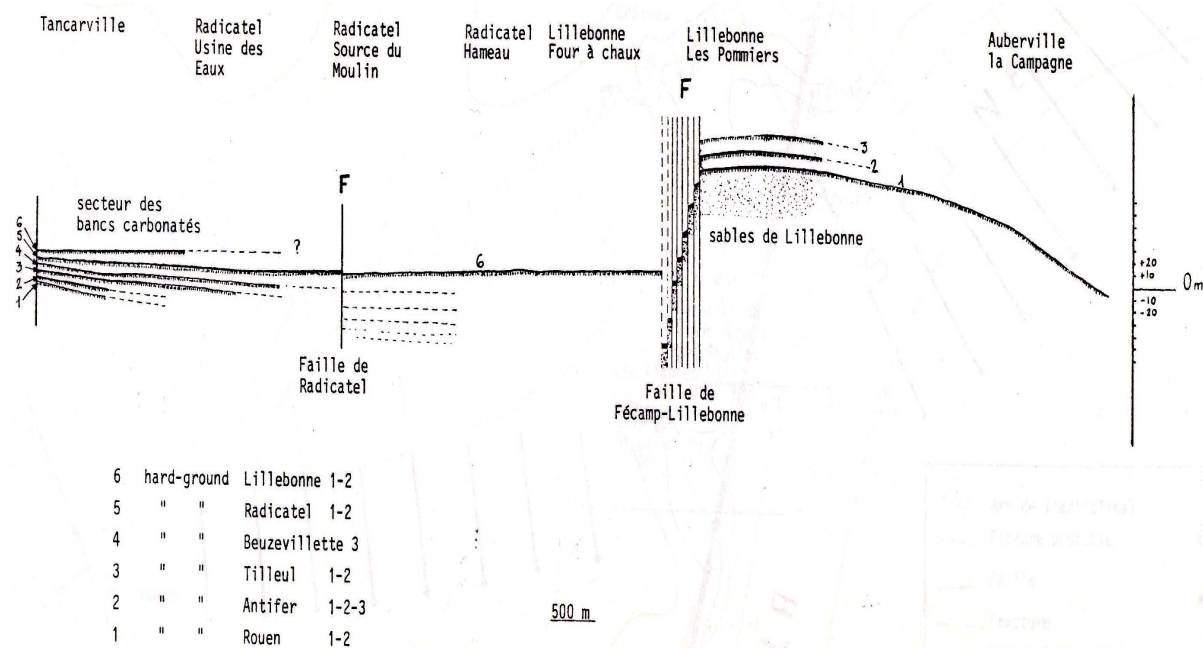 Tancarville
Radicatel
Usine des
Eaux
Radicatel
Source du
Moulin
Radicatel
Hameau
Lillebonne
Four à chaux
Lillebonne
Les Pommiers
Auberville
la Campagne
F
F
3
2
1
secteur des
bancs carbonatés
6
5
4
3
2
1
?
6
sables de Lillebonne
+20
+10
0m
-10
-20
Faille de
Radicatel
Faille de
Fécamp-Lillebonne
6 hard-ground Lillebonne 1-2
5 " " Radicatel 1-2
4 " " Beuzevillette 3
3 " " Tilleul 1-2
2 " " Antifer 1-2-3
1 " " Rouen 1-2
500 m